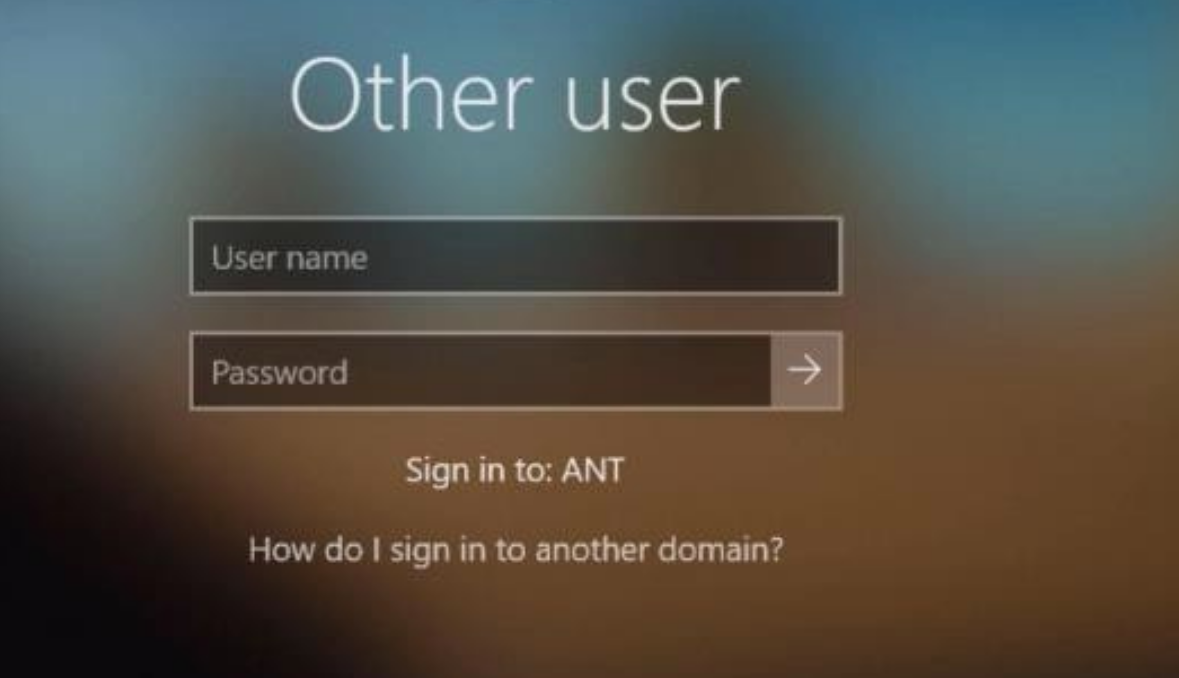 Other user
User name
Password
Sign in to: ANT
How do I sign in to another domain?